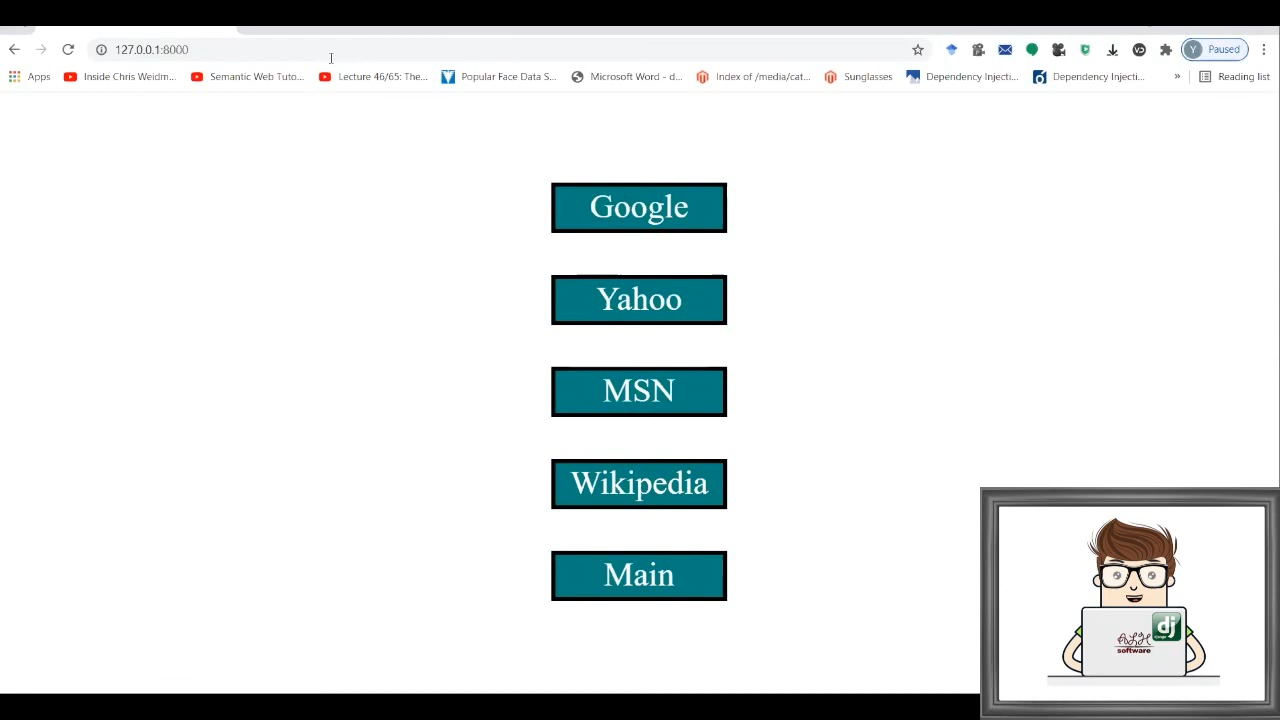 127.0.0.1:8000
Y Paused
Apps Inside Chris Weidm... Semantic Web Tuto... Lecture 46/65: The... Popular Face Data S... Microsoft Word - d... Index of /media/cat... Sunglasses Dependency Injecti... Dependency Injecti... » Reading list
Google
Yahoo
MSN
Wikipedia
Main
dj
software